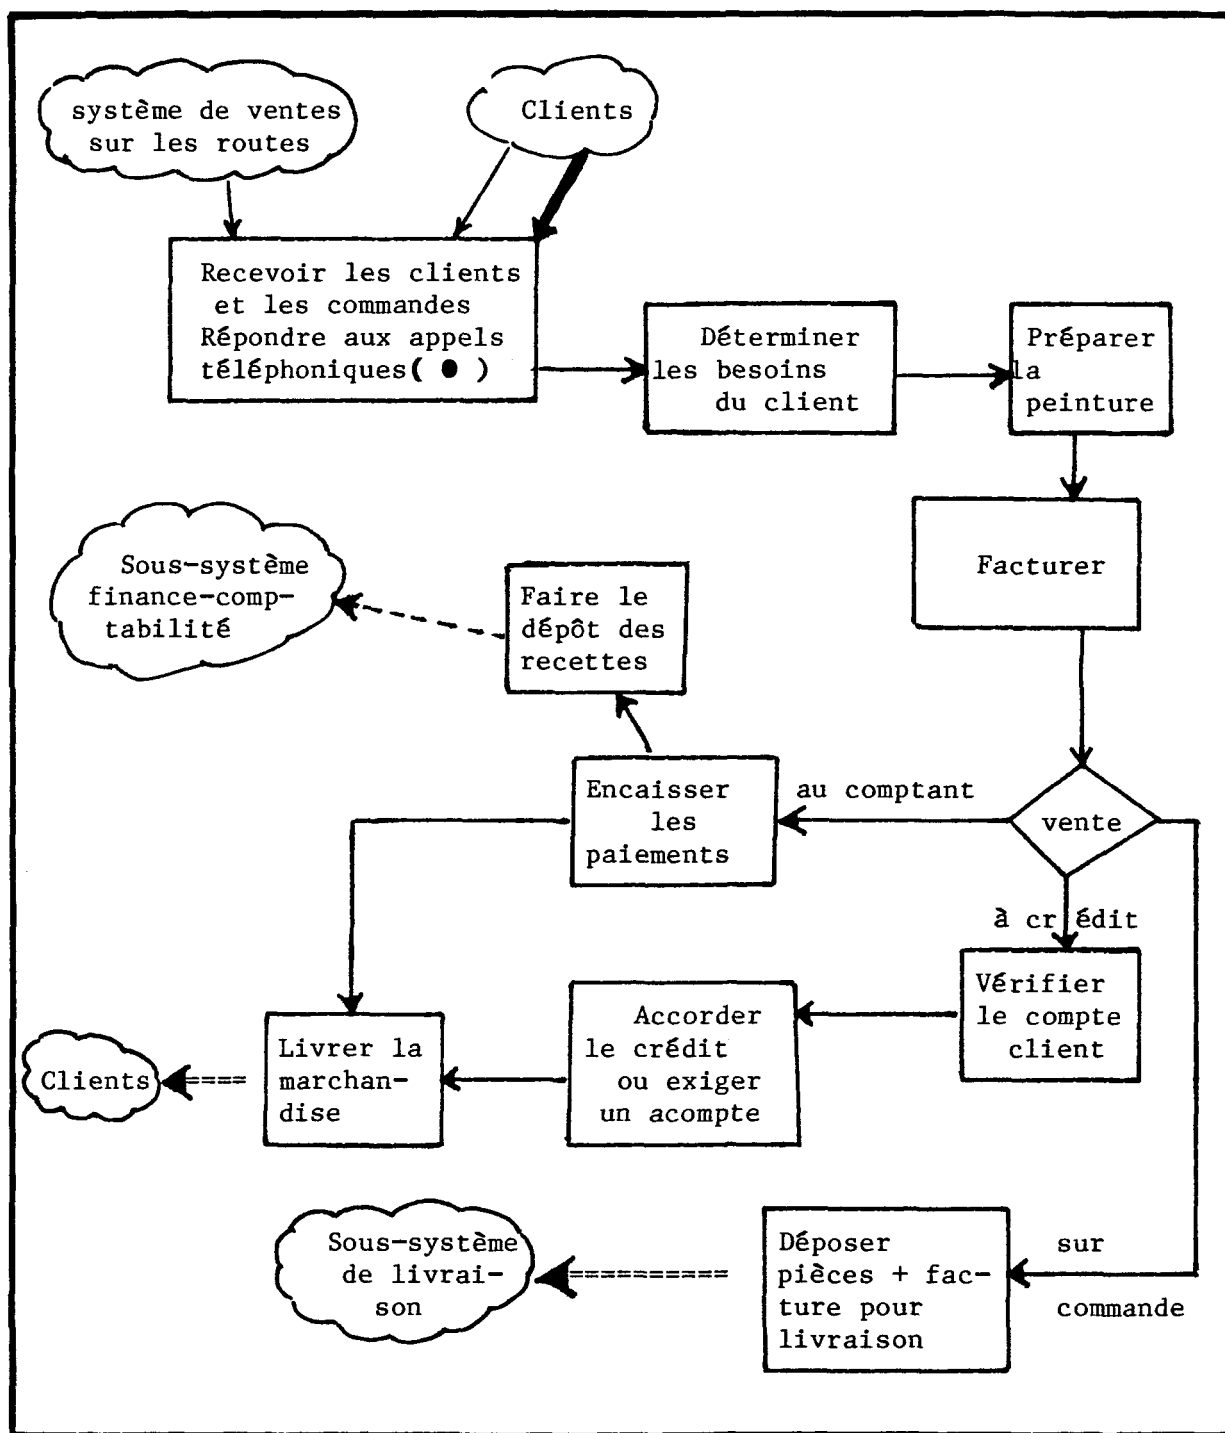 système de ventes
sur les routes
Clients
Recevoir les clients
et les commandes
Répondre aux appels
téléphoniques( ● )
Déterminer
les besoins
du client
Préparer
la
peinture
Facturer
Sous-système
finance-comp-
tabilité
Faire le
dépôt des
recettes
Encaisser
les
paiements
au comptant
vente
à crédit
Vérifier
le compte
client
Accorder
le crédit
ou exiger
un acompte
Livrer la
marchan-
dise
Clients
Sous-système
de livrai-
son
Déposer
pièces + fac-
ture pour
livraison
sur
commande